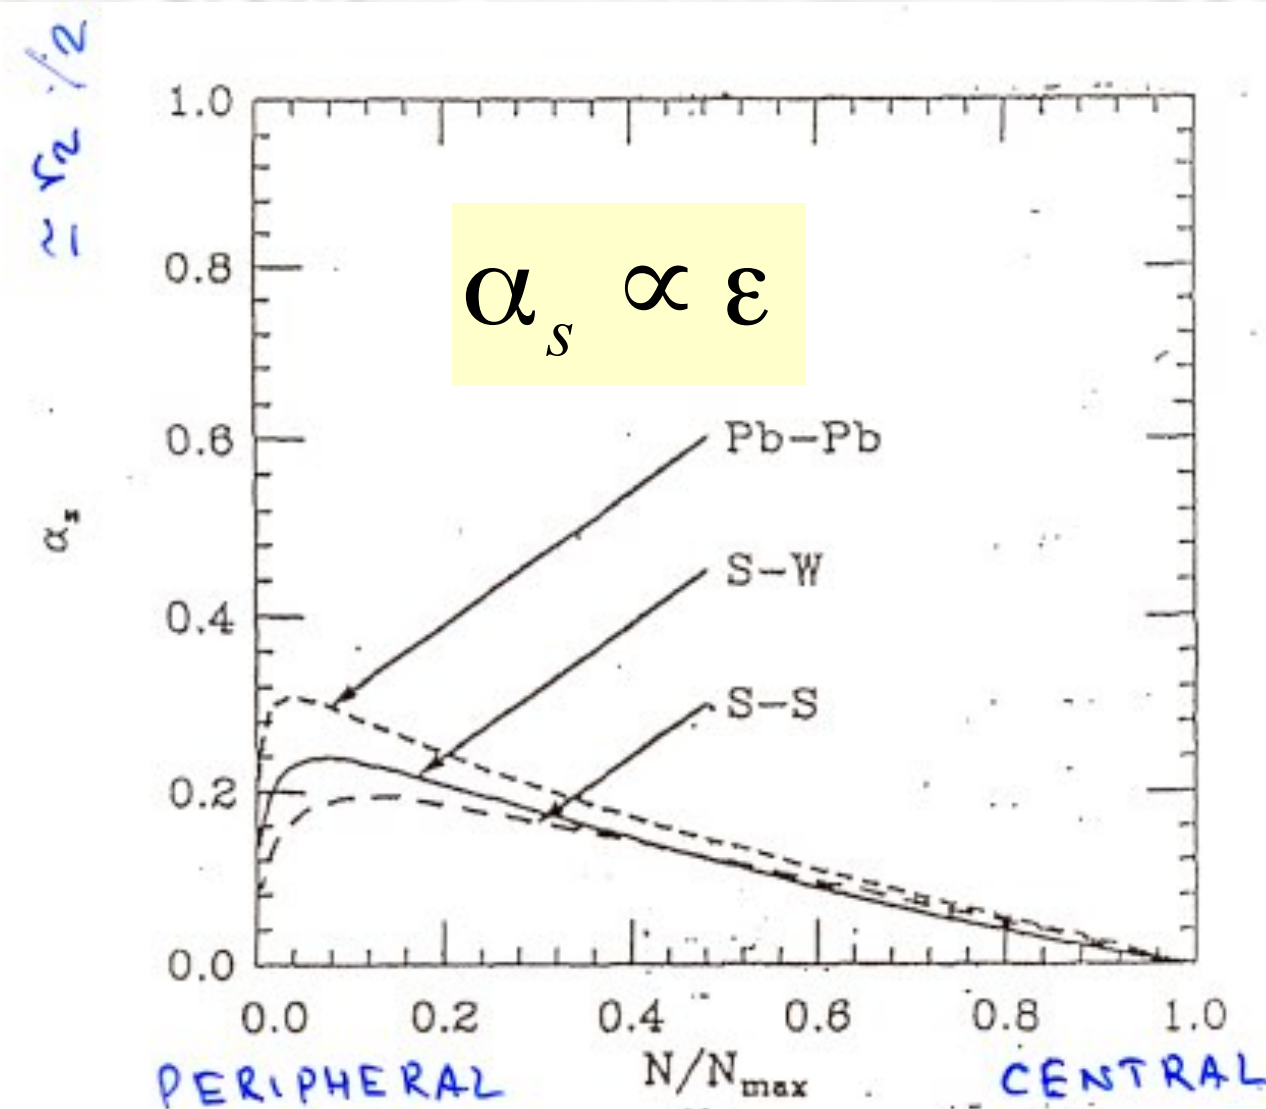 ≃ v2 /2
1.0
αs ∝ ε
0.8
Pb-Pb
0.6
αs
S-W
0.4
S-S
0.2
0.0
0.0 0.2 0.4 0.6 0.8 1.0
N/Nmax
PERIPHERAL CENTRAL